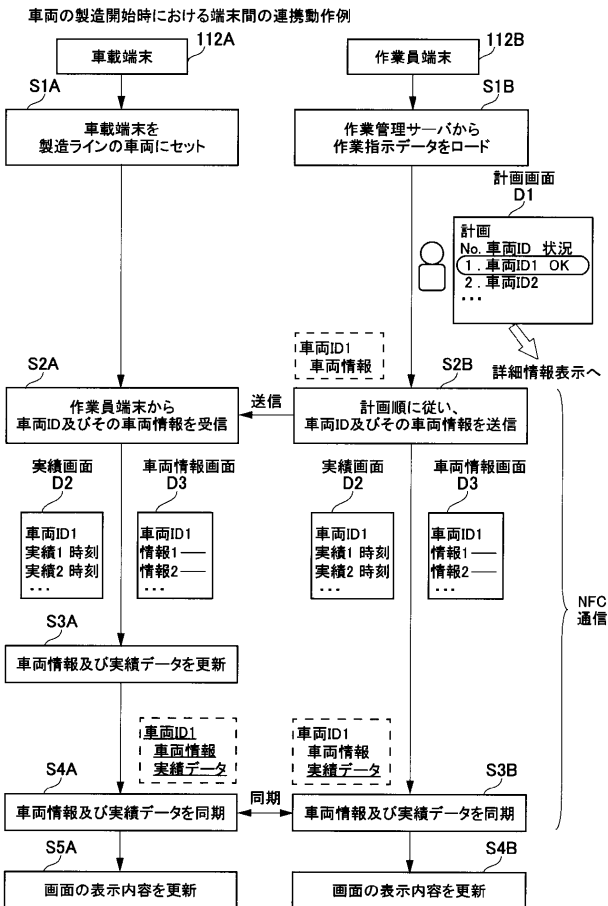 車両の製造開始時における端末間の連携動作例
112A
車載端末
112B
作業員端末
S1A
車載端末を
製造ラインの車両にセット
S1B
作業管理サーバから
作業指示データをロード
計画画面
D1
計画
No. 車両ID 状況
1. 車両ID1 OK
2. 車両ID2
...
詳細情報表示へ
車両ID1
車両情報
S2A
作業員端末から
車両ID及びその車両情報を受信
送信
S2B
計画順に従い、
車両ID及びその車両情報を送信
実績画面
D2
車両ID1
実績1 時刻
実績2 時刻
...
車両情報画面
D3
車両ID1
情報1
情報2
...
実績画面
D2
車両ID1
実績1 時刻
実績2 時刻
...
車両情報画面
D3
車両ID1
情報1
情報2
...
NFC
通信
S3A
車両情報及び実績データを更新
車両ID1
車両情報
実績データ
車両ID1
車両情報
実績データ
S4A
車両情報及び実績データを同期
同期
S3B
車両情報及び実績データを同期
S5A
画面の表示内容を更新
S4B
画面の表示内容を更新